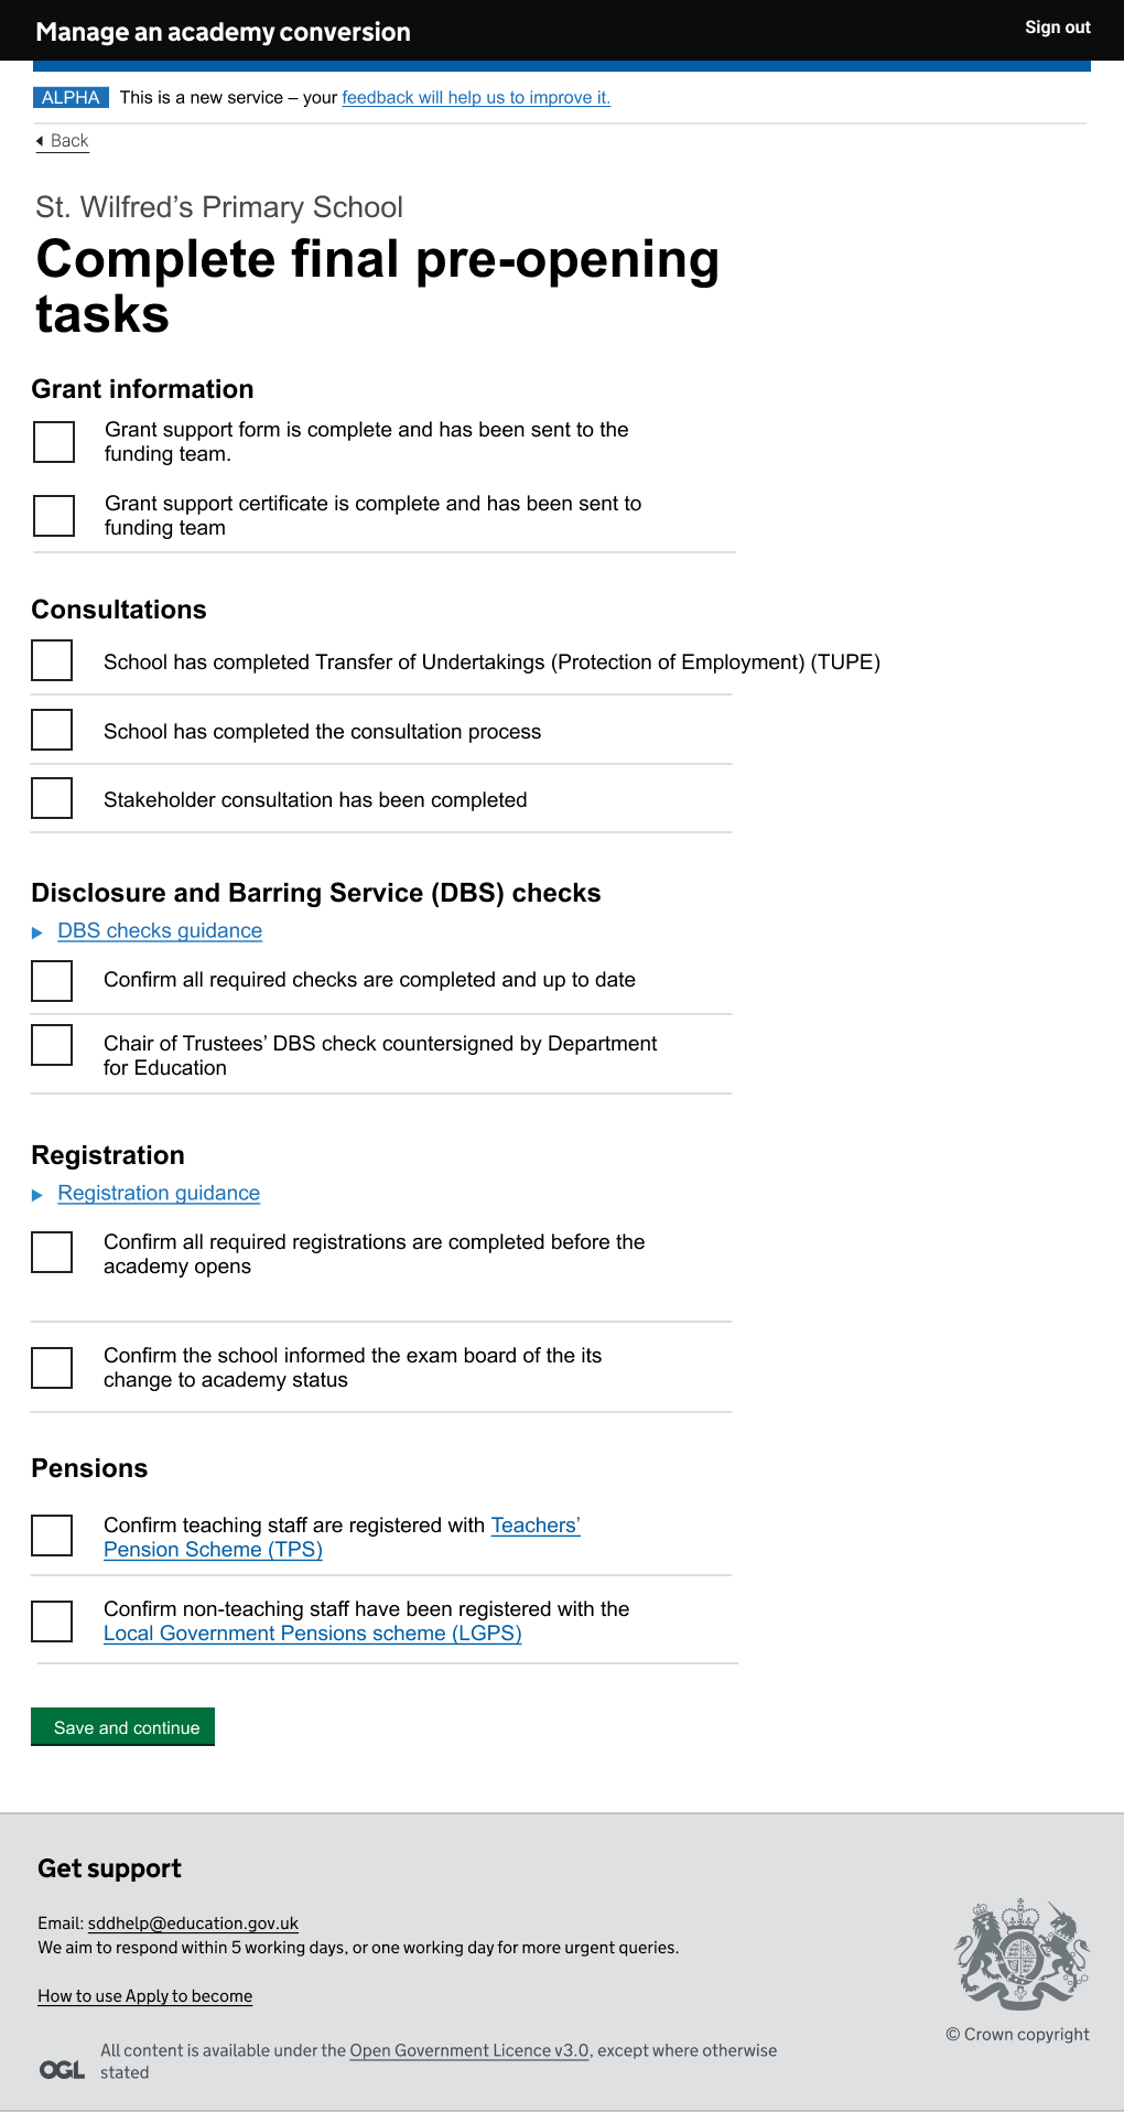 Manage an academy conversion
Sign out
ALPHA This is a new service – your feedback will help us to improve it.
Back
St. Wilfred’s Primary School
Complete final pre-opening
tasks
Grant information
Grant support form is complete and has been sent to the
funding team.
Grant support certificate is complete and has been sent to
funding team
Consultations
School has completed Transfer of Undertakings (Protection of Employment) (TUPE)
School has completed the consultation process
Stakeholder consultation has been completed
Disclosure and Barring Service (DBS) checks
DBS checks guidance
Confirm all required checks are completed and up to date
Chair of Trustees’ DBS check countersigned by Department
for Education
Registration
Registration guidance
Confirm all required registrations are completed before the
academy opens
Confirm the school informed the exam board of the its
change to academy status
Pensions
Confirm teaching staff are registered with Teachers’
Pension Scheme (TPS)
Confirm non-teaching staff have been registered with the
Local Government Pensions scheme (LGPS)
Save and continue
Get support
Email: sddhelp@education.gov.uk
We aim to respond within 5 working days, or one working day for more urgent queries.
How to use Apply to become
© Crown copyright
OGL
All content is available under the Open Government Licence v3.0, except where otherwise
stated